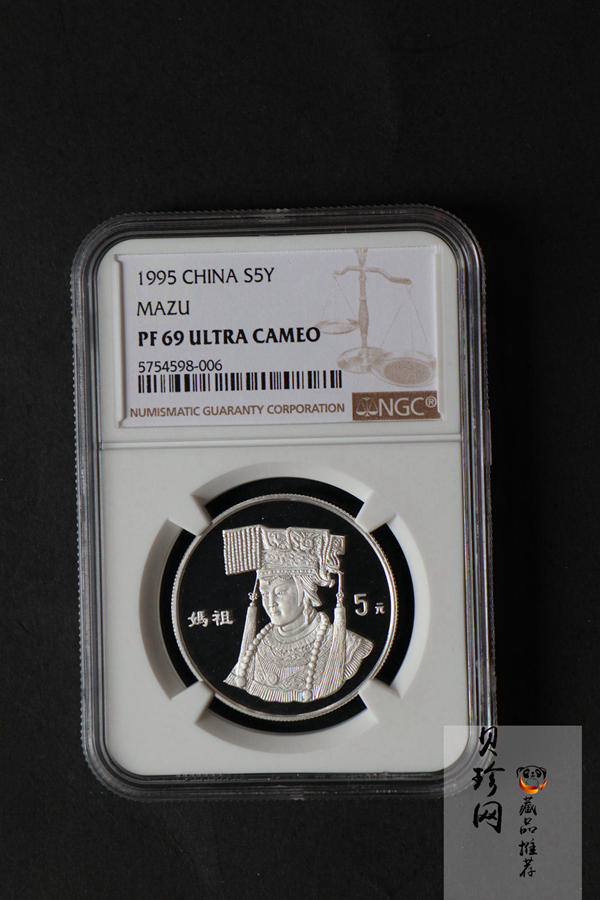 1995 CHINA S5Y
MAZU
PF 69 ULTRA CAMEO
5754598-006
NUMISMATIC GUARANTY CORPORATION
NGC®
媽祖
5元
贝珍网
藏品推荐